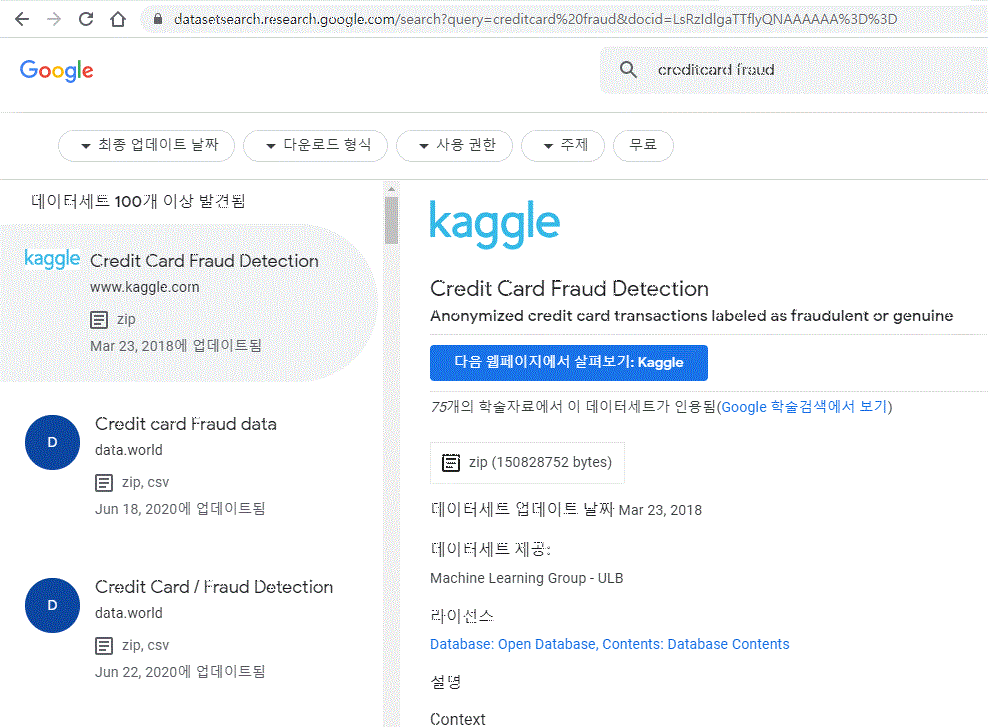 datasetsearch.research.google.com/search?query=creditcard%20fraud&docid=LsRzIdlgaTTflyQNAAAAAA%3D%3D
Google
creditcard fraud
최종 업데이트 날짜
다운로드 형식
사용 권한
주제
무료
데이터세트 100개 이상 발견됨
kaggle
Credit Card Fraud Detection
www.kaggle.com
zip
Mar 23, 2018에 업데이트됨
D
Credit card Fraud data
data.world
zip, csv
Jun 18, 2020에 업데이트됨
D
Credit Card / Fraud Detection
data.world
zip, csv
Jun 22, 2020에 업데이트됨
kaggle
Credit Card Fraud Detection
Anonymized credit card transactions labeled as fraudulent or genuine
다음 웹페이지에서 살펴보기: Kaggle
75개의 학술자료에서 이 데이터세트가 인용됨(Google 학술검색에서 보기)
zip (150828752 bytes)
데이터세트 업데이트 날짜 Mar 23, 2018
데이터세트 제공:
Machine Learning Group - ULB
라이선스
Database: Open Database, Contents: Database Contents
설명
Context